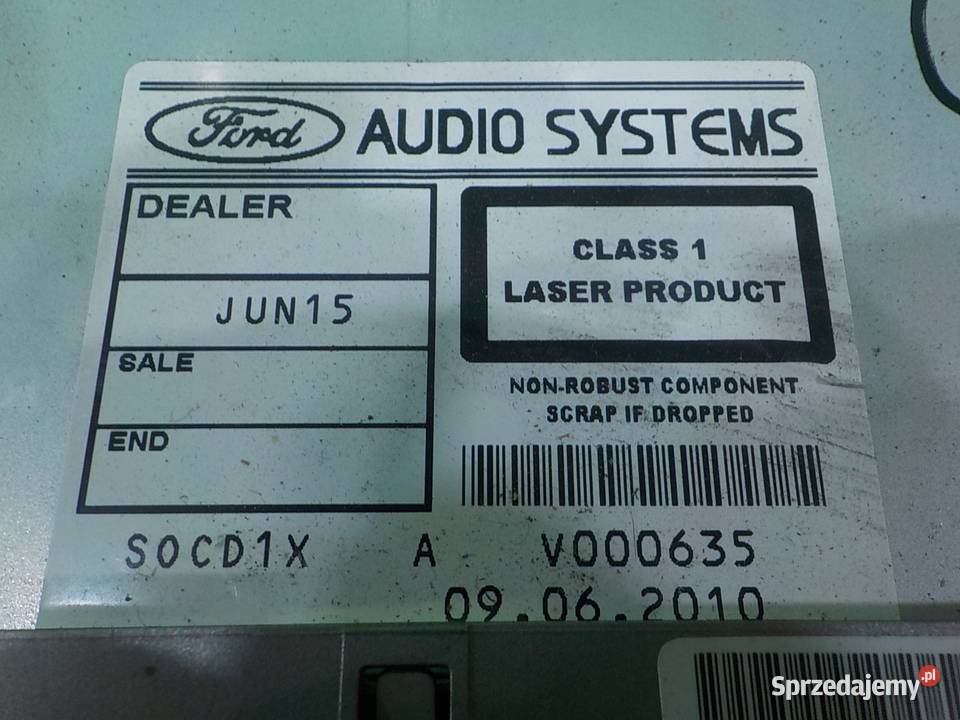 Ford AUDIO SYSTEMS
DEALER
JUN15
SALE
END
CLASS 1
LASER PRODUCT
NON-ROBUST COMPONENT
SCRAP IF DROPPED
S0CD1X A V000635
09.06.2010
Sprzedajemy.pl